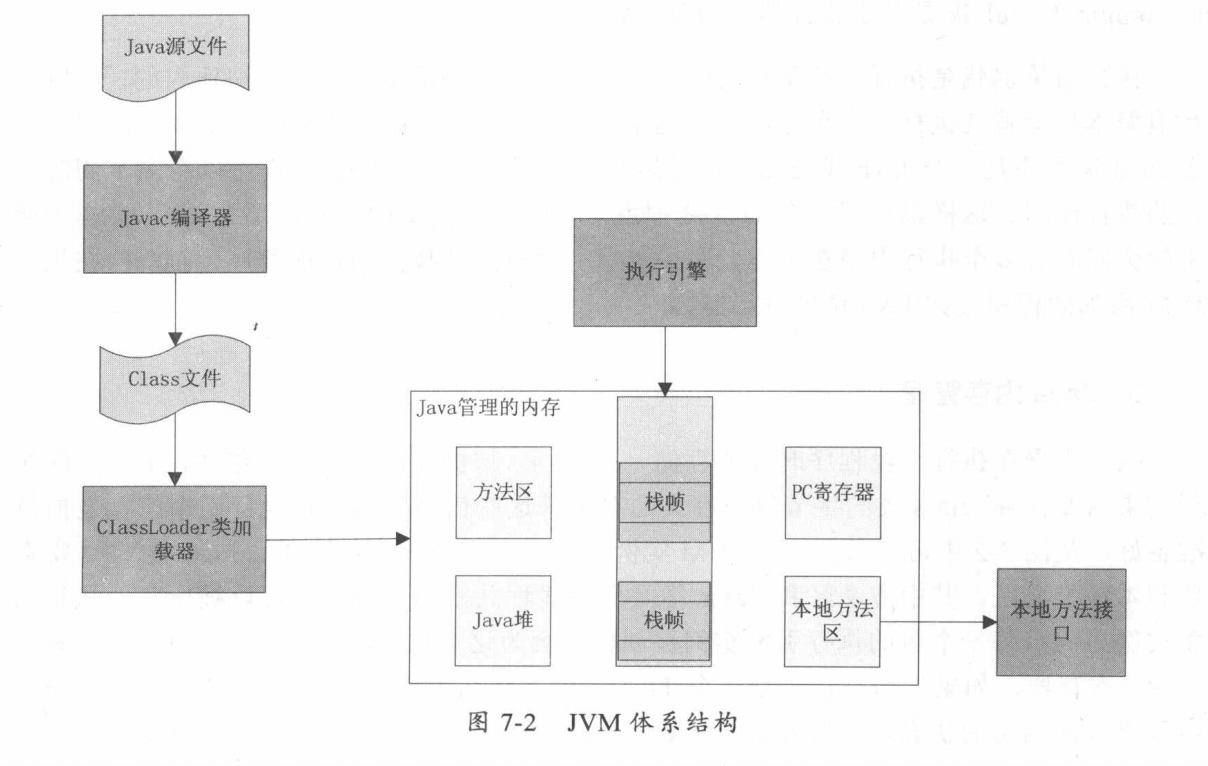 Java源文件
Javac编译器
Class文件
ClassLoader类加
载器
执行引擎
Java管理的内存
方法区
栈帧
PC寄存器
Java堆
栈帧
本地方法
区
本地方法接
口
图 7-2 JVM 体系结构